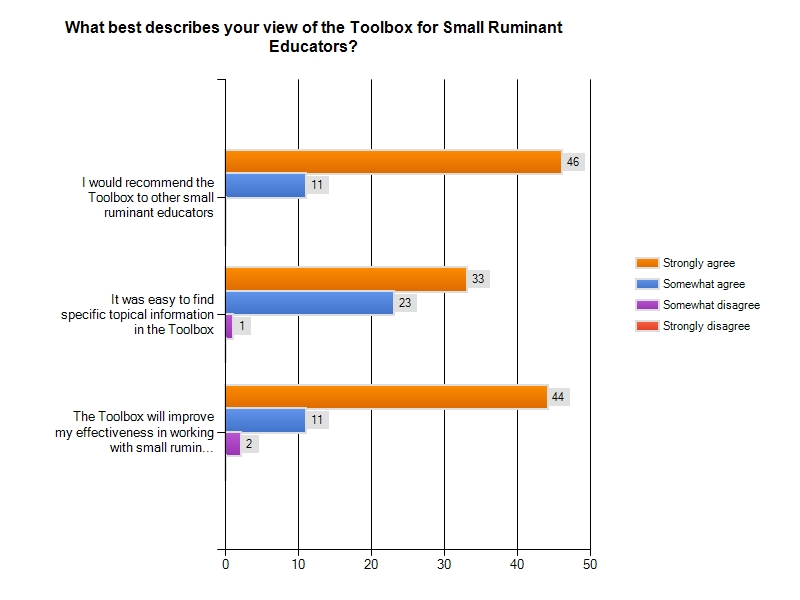 What best describes your view of the Toolbox for Small Ruminant
Educators?
46
I would recommend the
Toolbox to other small
ruminant educators
11
33
It was easy to find
specific topical information
in the Toolbox
23
1
44
The Toolbox will improve
my effectiveness in working
with small rumin...
11
2
0 10 20 30 40 50
Strongly agree
Somewhat agree
Somewhat disagree
Strongly disagree